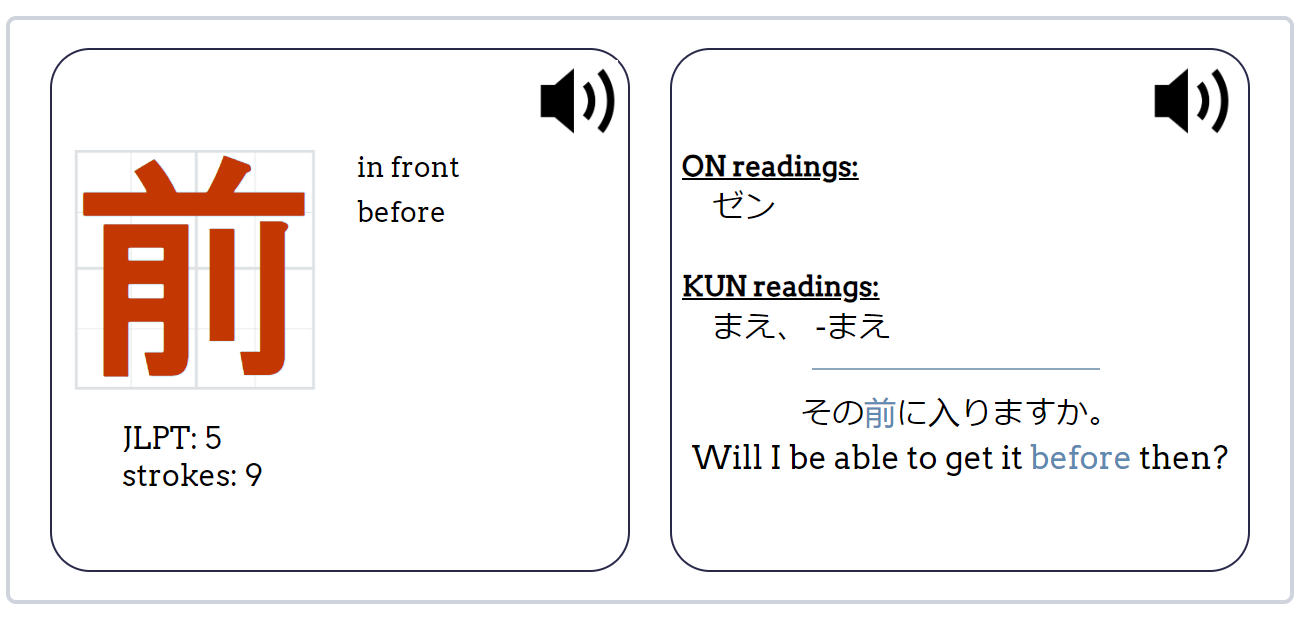 前
in front
before
JLPT: 5
strokes: 9
ON readings:
ゼン
KUN readings:
まえ、 -まえ
その前に入りますか。
Will I be able to get it before then?